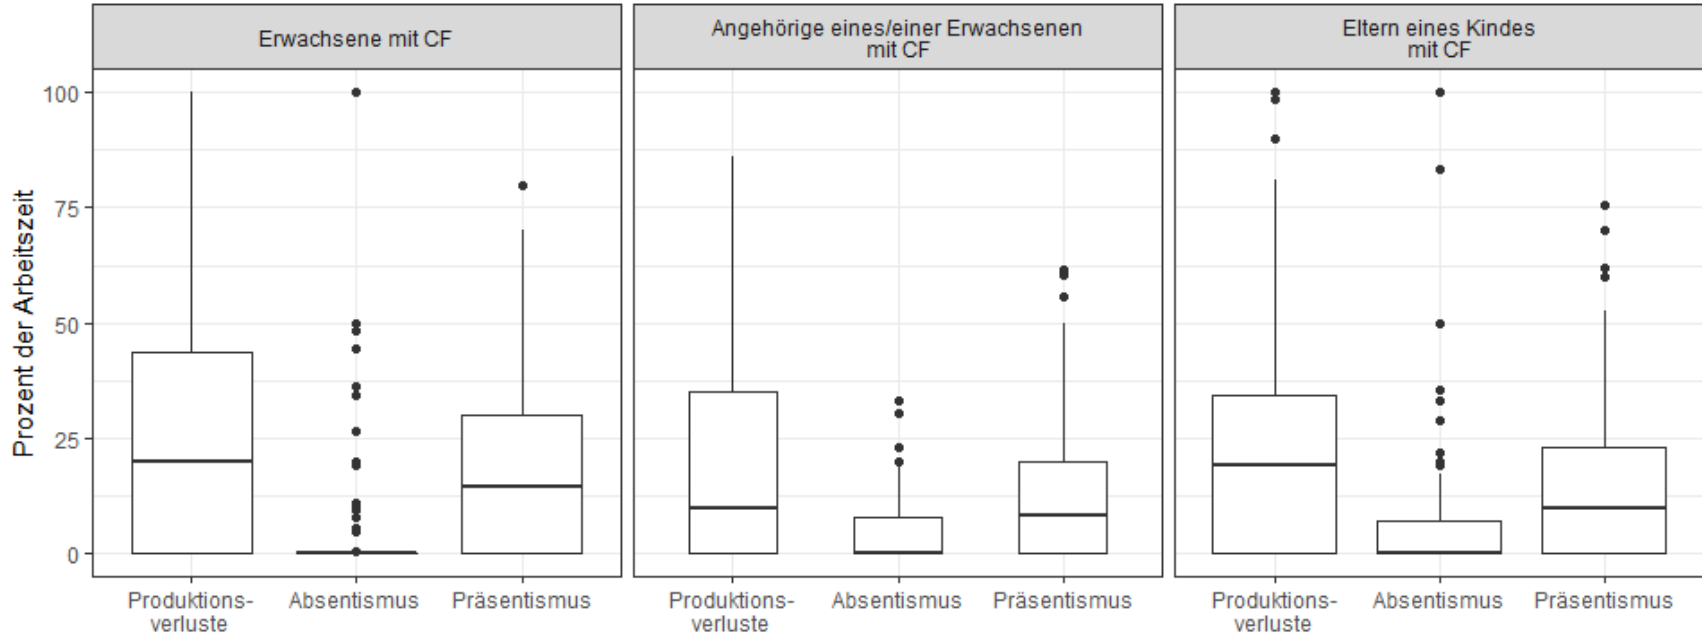 Erwachsene mit CF
Angehörige eines/einer Erwachsenen
mit CF
Eltern eines Kindes
mit CF
Prozent der Arbeitszeit
100
75
50
25
0
Produktions-
verluste
Absentismus
Präsentismus
Produktions-
verluste
Absentismus
Präsentismus
Produktions-
verluste
Absentismus
Präsentismus